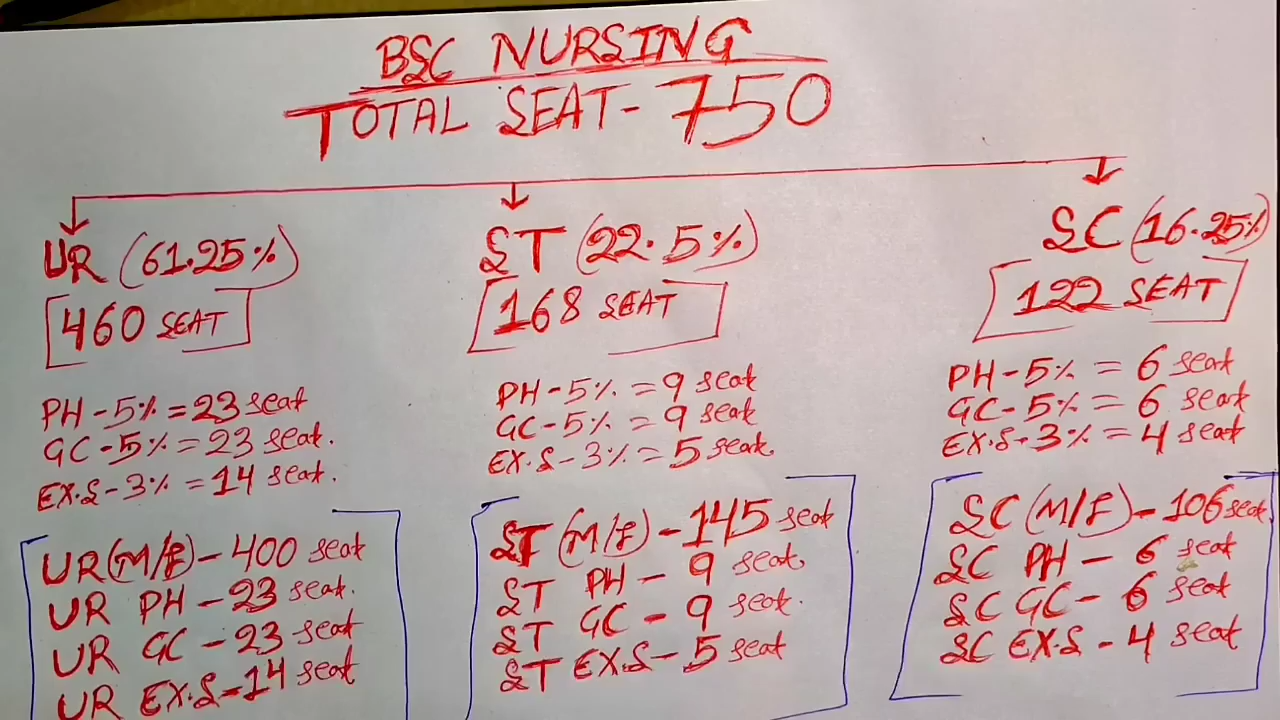 BSC NURSING
TOTAL SEAT- 750
UR (61.25%)
460 SEAT
PH-5% = 23 seat
GC-5% = 23 seat.
EX.S-3% = 14 seat.
UR(M/F)-400 seat
UR PH-23 seat.
UR GC-23 seat
UR EX.S-14 seat
ST (22.5%)
168 SEAT
PH-5% = 9 seat
GC-5% = 9 seat
EX.S-3% = 5 seat.
ST (M/F)-145 seat
ST PH- 9 seat.
ST GC- 9 seat.
ST EX.S-5 seat
SC (16.25%)
122 SEAT
PH-5% = 6 seat
GC-5% = 6 seat
EX.S-3% = 4 seat
SC (M/F)-106 seat
SC PH- 6 seat
SC GC- 6 seat
SC EX.S-4 seat